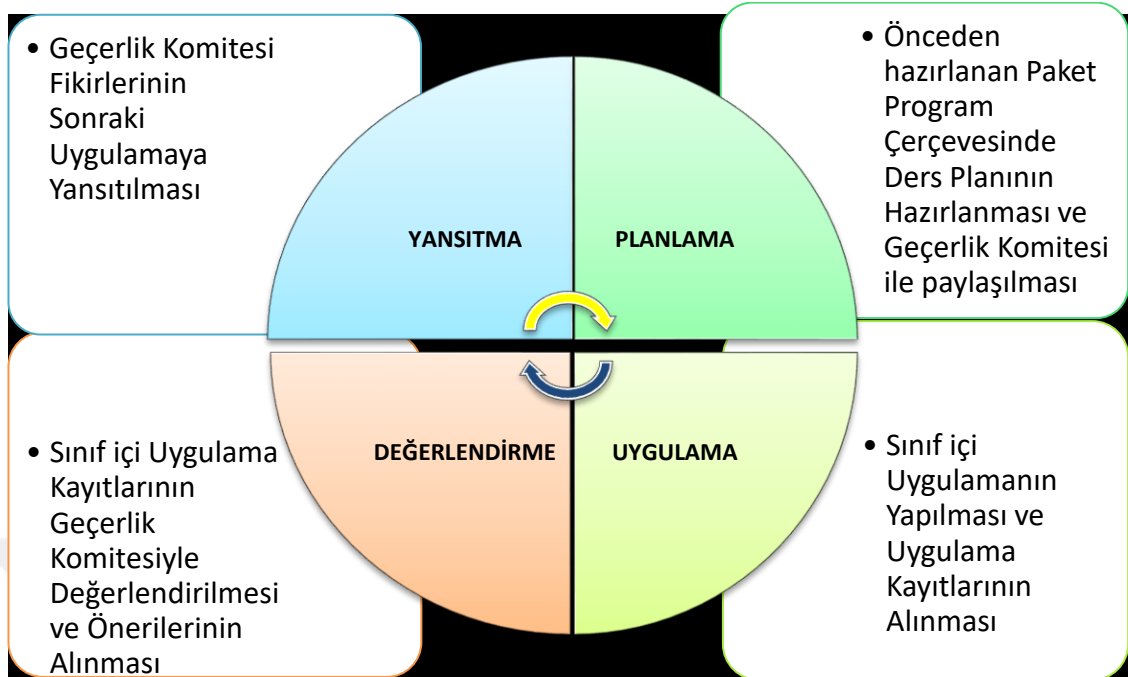 • Geçerlik Komitesi
Fikirlerinin
Sonraki
Uygulamaya
Yansıtılması
• Önceden
hazırlanan Paket
Program
Çerçevesinde
Ders Planının
Hazırlanması ve
Geçerlik Komitesi
ile paylaşılması
YANSITMA
PLANLAMA
DEĞERLENDİRME
UYGULAMA
• Sınıf içi Uygulama
Kayıtlarının
Geçerlik
Komitesiyle
Değerlendirilmesi
ve Önerilerinin
Alınması
• Sınıf içi
Uygulamanın
Yapılması ve
Uygulama
Kayıtlarının
Alınması